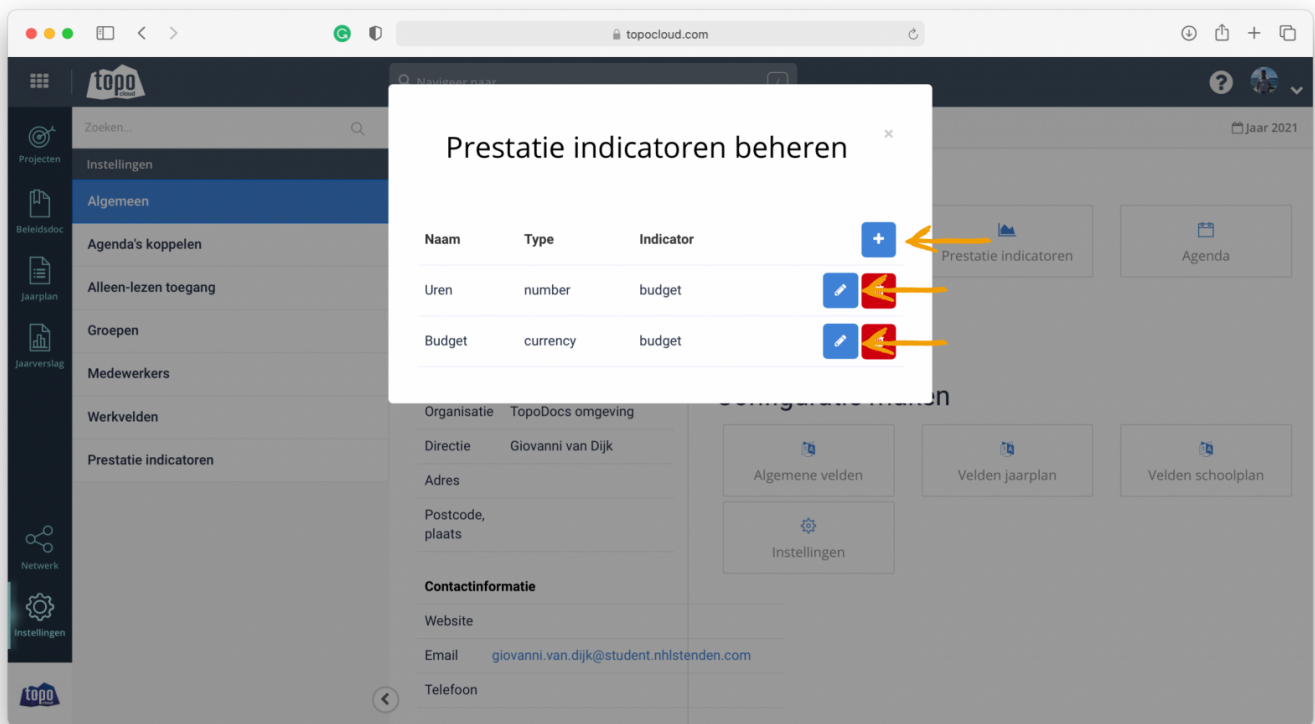 topocloud.com
topo
cloud
Navigeer naar
/
Projecten
Beleidsdoc
Jaarplan
Jaarverslag
Netwerk
Instellingen
topo
cloud
Zoeken...
Instellingen
Algemeen
Agenda's koppelen
Alleen-lezen toegang
Groepen
Medewerkers
Werkvelden
Prestatie indicatoren
Prestatie indicatoren beheren
×
Naam Type Indicator +
Uren number budget
Budget currency budget
Jaar 2021
Prestatie indicatoren
Agenda
Organisatie TopoDocs omgeving
Directie Giovanni van Dijk
Adres
Postcode,
plaats
Contactinformatie
Website
Email giovanni.van.dijk@student.nhlstenden.com
Telefoon
Algemene velden
Velden jaarplan
Velden schoolplan
Instellingen